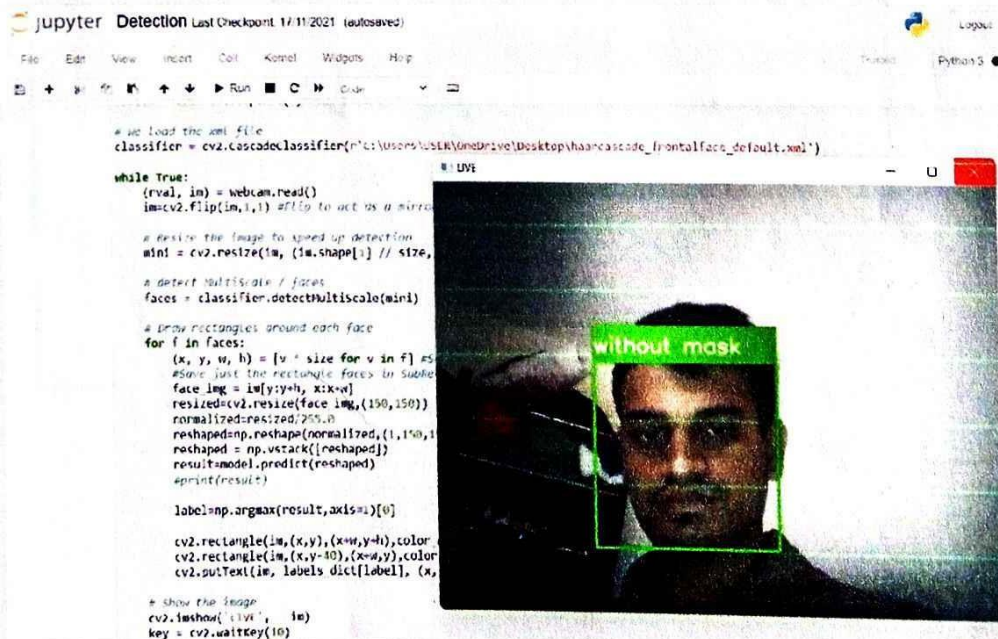 jupyter Detection Last Checkpoint: 17/11/2021 (autosaved)
Logout
File Edit View Insert Cell Kernel Widgets Help
Trusted
Python 3
Run
Code
# we load the xml file
classifier = cv2.CascadeClassifier(r'C:\Users\USER\OneDrive\Desktop\haarcascade_frontalface_default.xml')
while True:
(rval, im) = webcam.read()
im=cv2.flip(im,1,1) #Flip to act as a mirro
# Resize the image to speed up detection
mini = cv2.resize(im, (im.shape[1] // size,
# detect MultiScale / faces
faces = classifier.detectMultiScale(mini)
# Draw rectangles around each face
for f in faces:
(x, y, w, h) = [v * size for v in f] #S
#Save just the rectangle faces in SubRe
face_img = im[y:y+h, x:x+w]
resized=cv2.resize(face_img,(150,150))
normalized=resized/255.0
reshaped=np.reshape(normalized,(1,150,1
reshaped = np.vstack([reshaped])
result=model.predict(reshaped)
#print(result)
label=np.argmax(result,axis=1)[0]
cv2.rectangle(im,(x,y),(x+w,y+h),color
cv2.rectangle(im,(x,y-40),(x+w,y),color
cv2.putText(im, labels_dict[label], (x,
# Show the image
cv2.imshow('LIVE', im)
key = cv2.waitKey(10)
LIVE
without mask